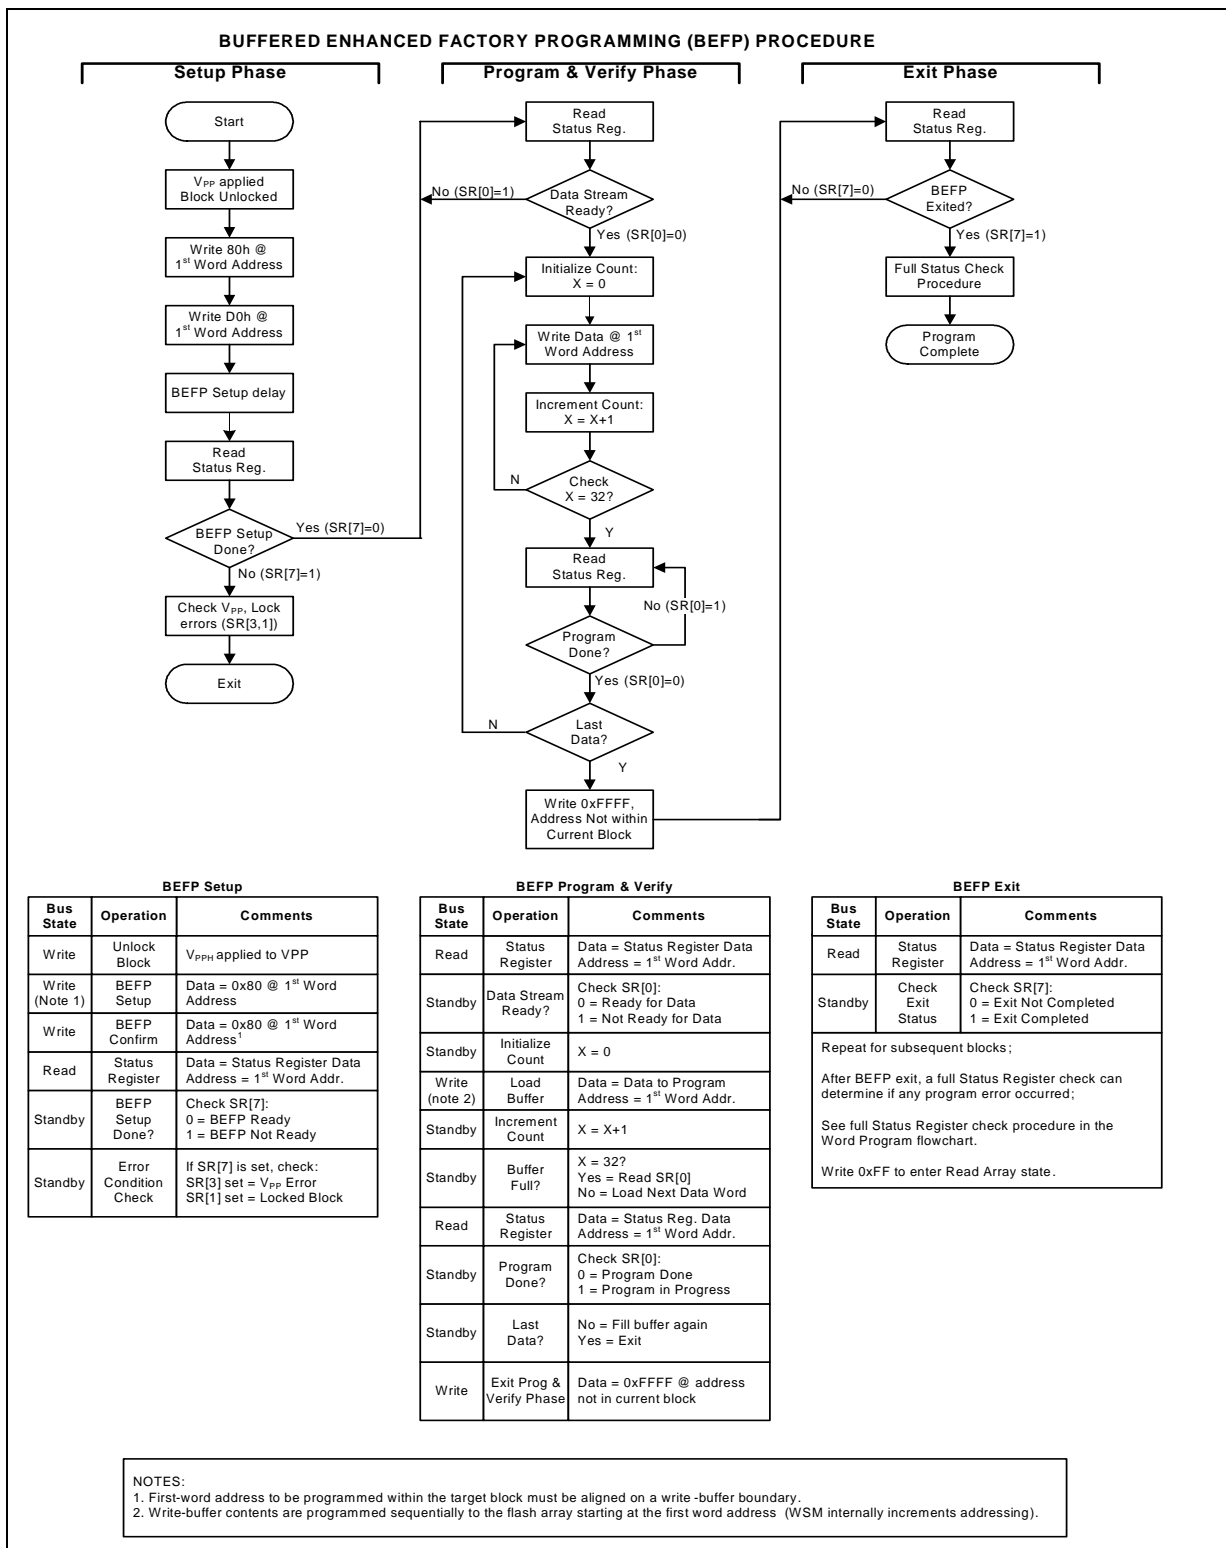 BUFFERED ENHANCED FACTORY PROGRAMMING (BEFP) PROCEDURE
Setup Phase
Start
VPP applied
Block Unlocked
Write 80h @
1st Word Address
Write D0h @
1st Word Address
BEFP Setup delay
Read
Status Reg.
BEFP Setup
Done?
Yes (SR[7]=0)
No (SR[7]=1)
Check VPP, Lock
errors (SR[3,1])
Exit
Program & Verify Phase
Read
Status Reg.
No (SR[0]=1)
Data Stream
Ready?
Yes (SR[0]=0)
Initialize Count:
X = 0
Write Data @ 1st
Word Address
Increment Count:
X = X+1
N
Check
X = 32?
Y
Read
Status Reg.
No (SR[0]=1)
Program
Done?
Yes (SR[0]=0)
N
Last
Data?
Y
Write 0xFFFF,
Address Not within
Current Block
Exit Phase
Read
Status Reg.
No (SR[7]=0)
BEFP
Exited?
Yes (SR[7]=1)
Full Status Check
Procedure
Program
Complete
BEFP Setup
Bus State Operation Comments
Write Unlock Block VPPH applied to VPP
Write (Note 1) BEFP Setup Data = 0x80 @ 1st Word Address
Write BEFP Confirm Data = 0x80 @ 1st Word Address1
Read Status Register Data = Status Register Data Address = 1st Word Addr.
Standby BEFP Setup Done? Check SR[7]:
0 = BEFP Ready
1 = BEFP Not Ready
Standby Error Condition Check If SR[7] is set, check:
SR[3] set = VPP Error
SR[1] set = Locked Block
BEFP Program & Verify
Bus State Operation Comments
Read Status Register Data = Status Register Data Address = 1st Word Addr.
Standby Data Stream Ready? Check SR[0]:
0 = Ready for Data
1 = Not Ready for Data
Standby Initialize Count X = 0
Write (note 2) Load Buffer Data = Data to Program Address = 1st Word Addr.
Standby Increment Count X = X+1
Standby Buffer Full? X = 32?
Yes = Read SR[0]
No = Load Next Data Word
Read Status Register Data = Status Reg. Data Address = 1st Word Addr.
Standby Program Done? Check SR[0]:
0 = Program Done
1 = Program in Progress
Standby Last Data? No = Fill buffer again
Yes = Exit
Write Exit Prog & Verify Phase Data = 0xFFFF @ address not in current block
BEFP Exit
Bus State Operation Comments
Read Status Register Data = Status Register Data Address = 1st Word Addr.
Standby Check Exit Status Check SR[7]:
0 = Exit Not Completed
1 = Exit Completed
Repeat for subsequent blocks;
After BEFP exit, a full Status Register check can
determine if any program error occurred;
See full Status Register check procedure in the
Word Program flowchart.
Write 0xFF to enter Read Array state.
NOTES:
1. First-word address to be programmed within the target block must be aligned on a write -buffer boundary.
2. Write-buffer contents are programmed sequentially to the flash array starting at the first word address (WSM internally increments addressing).